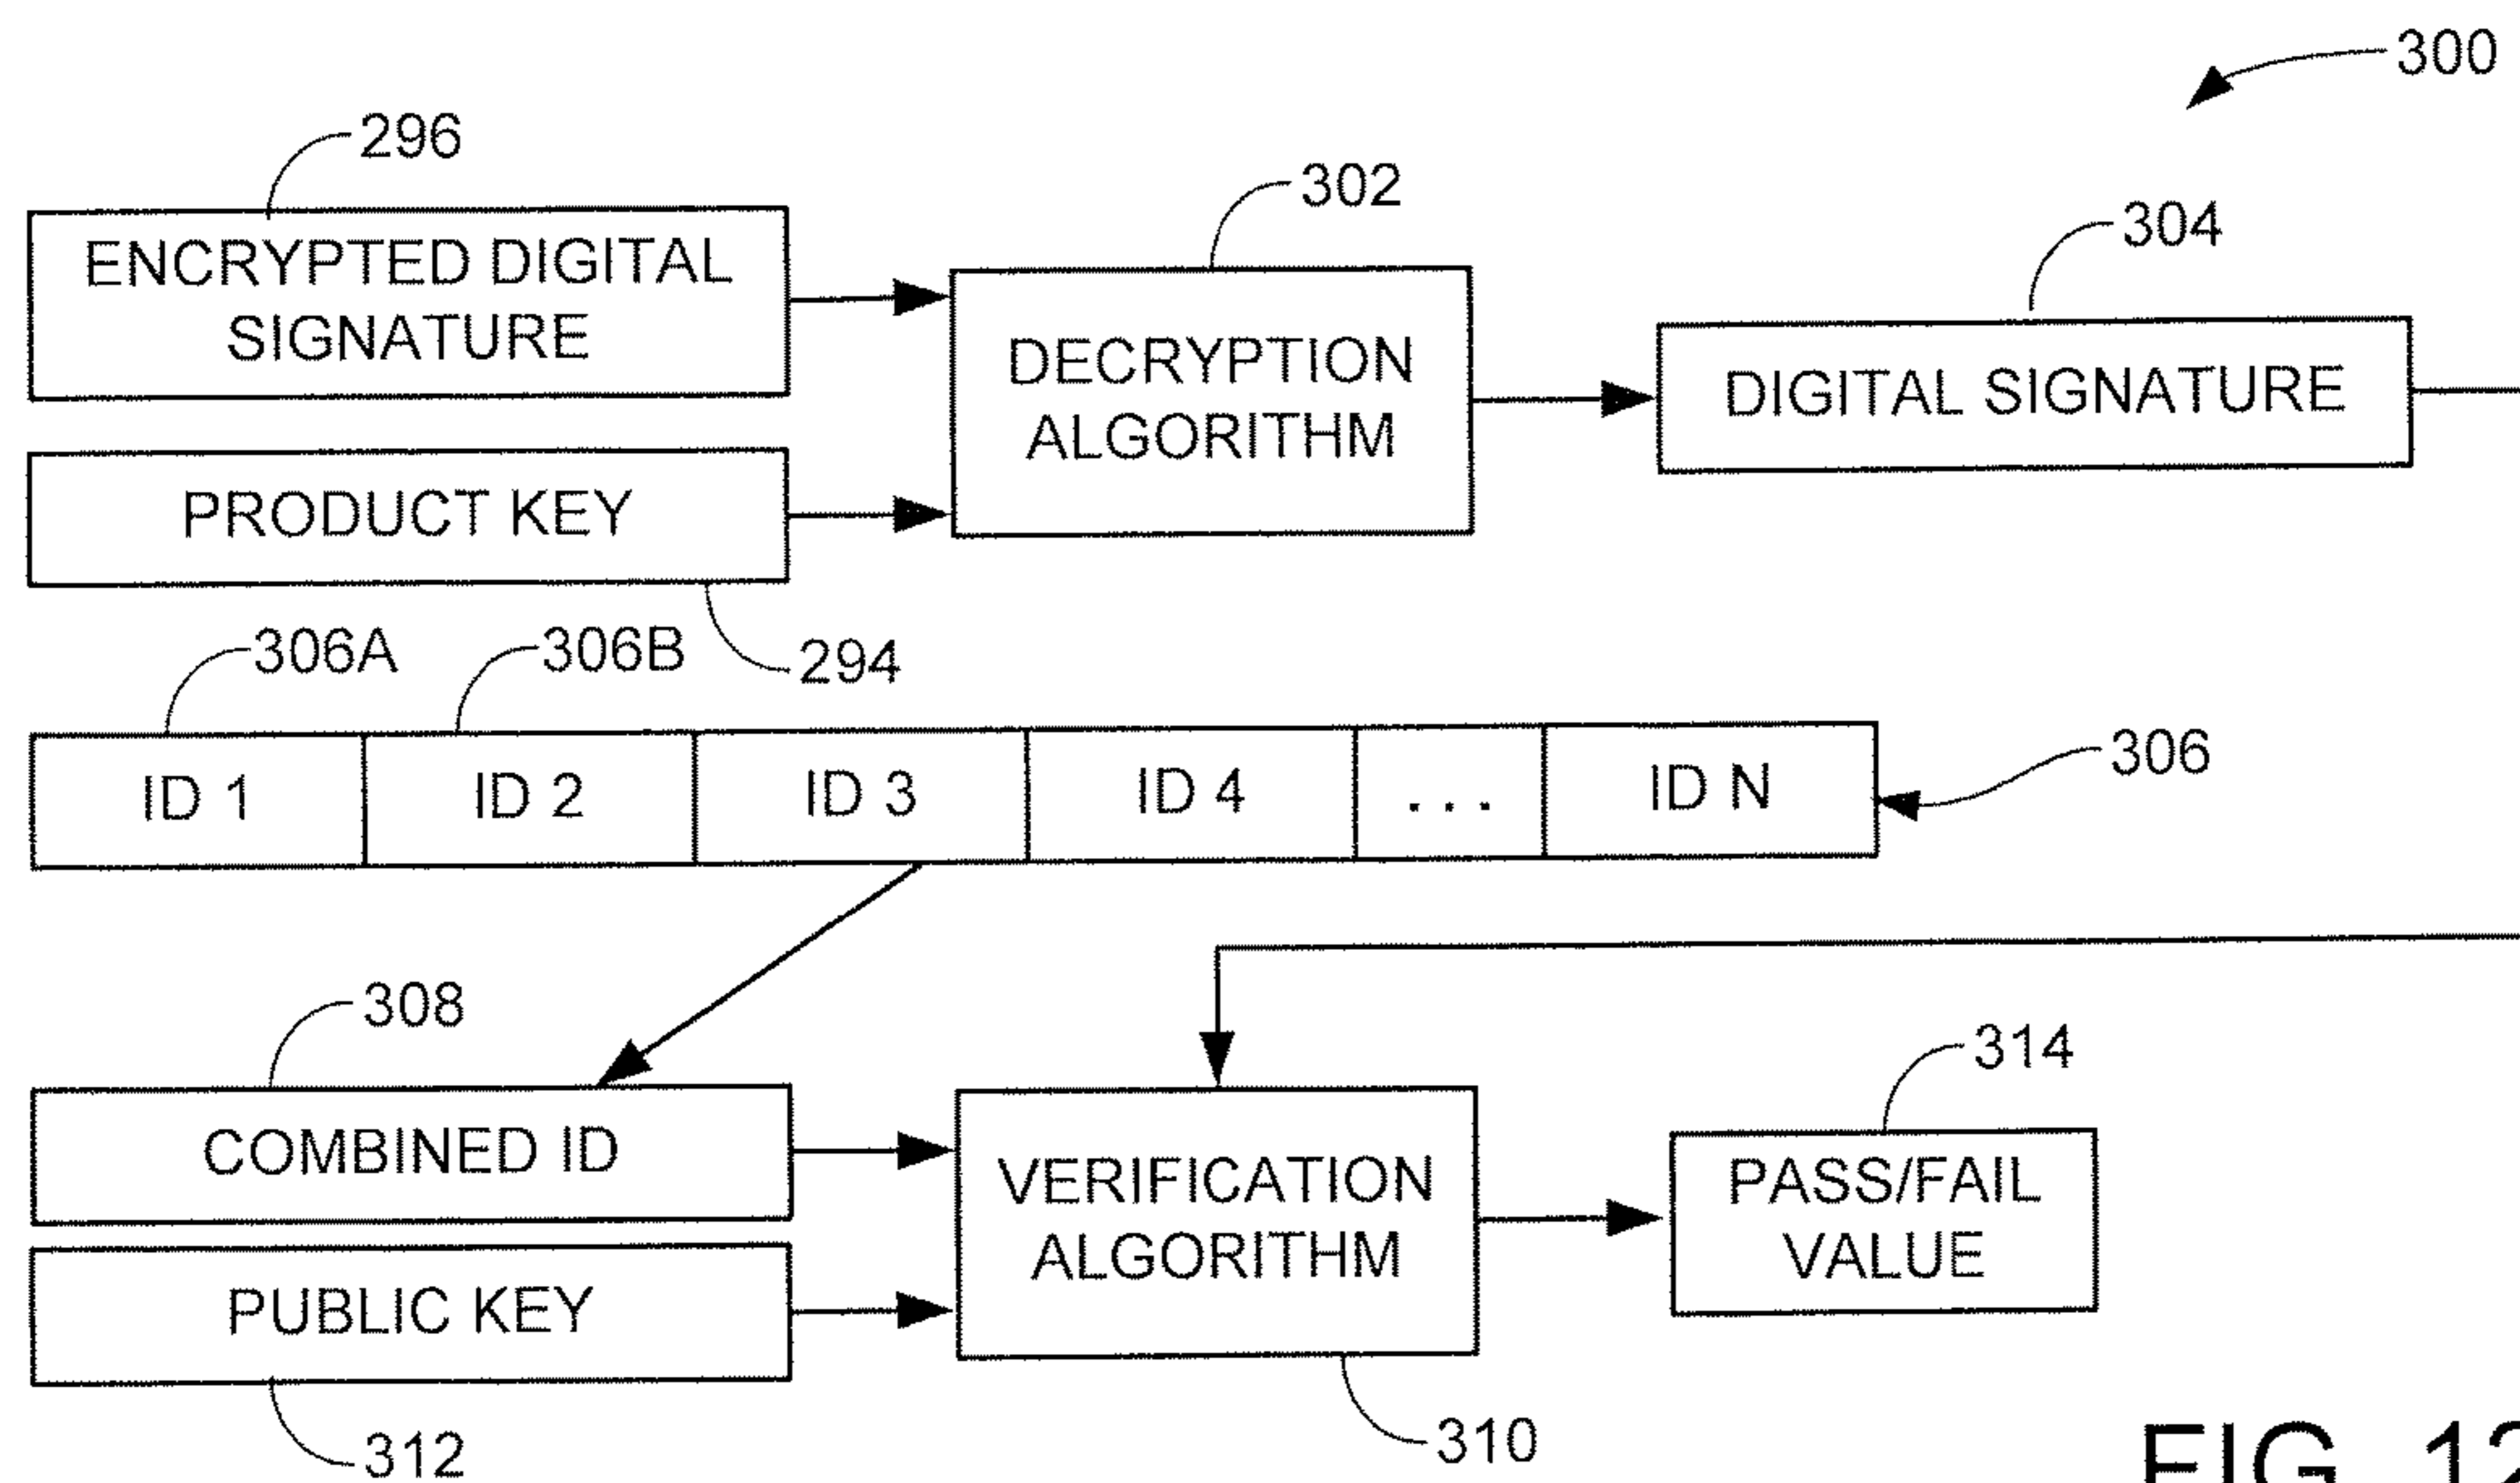 300
296
302
304
ENCRYPTED DIGITAL
SIGNATURE
DECRYPTION
ALGORITHM
DIGITAL SIGNATURE
PRODUCT KEY
294
306A
306B
306
ID 1
ID 2
ID 3
ID 4
...
ID N
308
314
COMBINED ID
VERIFICATION
ALGORITHM
PASS/FAIL
VALUE
PUBLIC KEY
312
310
FIG. 12